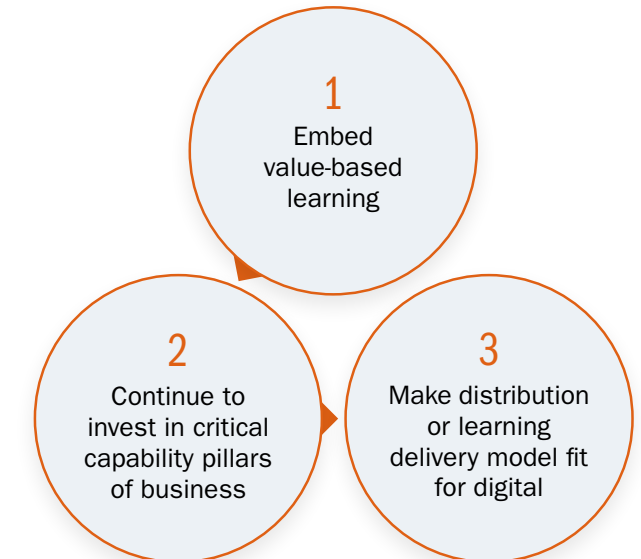 1
Embed
value-based
learning
2
Continue to
invest in critical
capability pillars
of business
3
Make distribution
or learning
delivery model fit
for digital